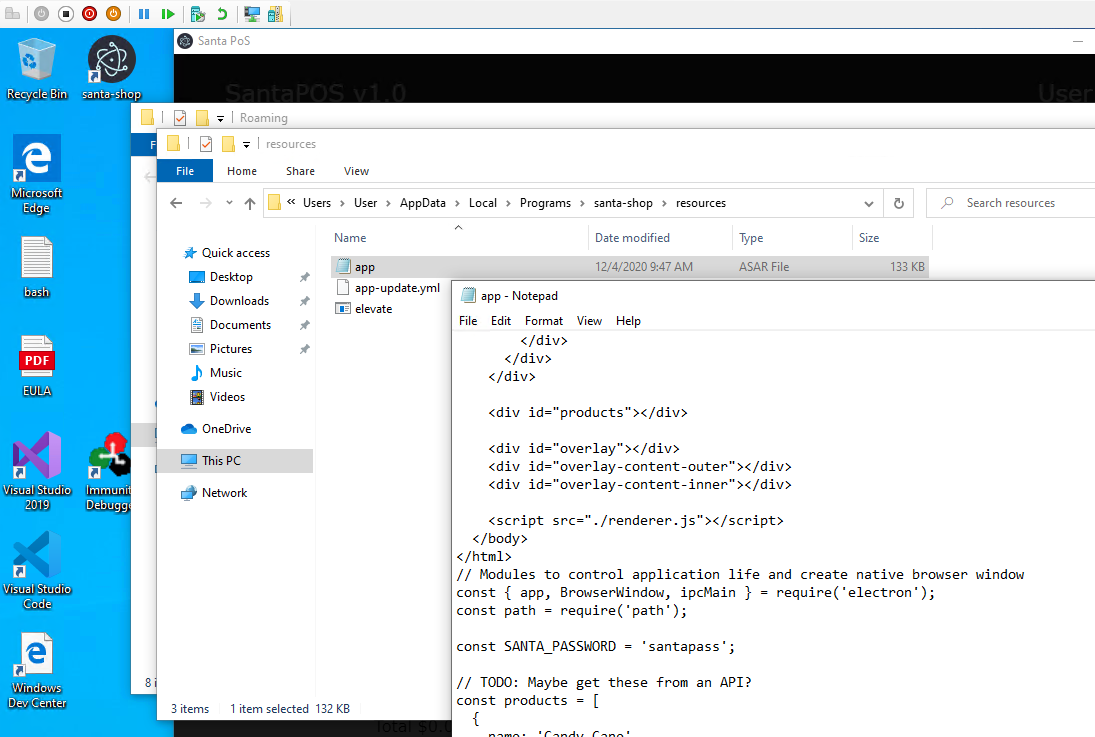 Santa PoS
SantaPOS v1.0
User
Recycle Bin
santa-shop
Microsoft
Edge
bash
PDF
EULA
Visual Studio
2019
Immunit
Debugge
Visual Studio
Code
Windows
Dev Center
Roaming
F
resources
File
Home
Share
View
« Users > User > AppData > Local > Programs > santa-shop > resources
Search resources
Name
Date modified
Type
Size
Quick access
Desktop
Downloads
Documents
Pictures
Music
Videos
OneDrive
This PC
Network
app 12/4/2020 9:47 AM ASAR File 133 KB
app-update.yml
elevate
app - Notepad
File Edit Format View Help
</div>
</div>
</div>
<div id="products"></div>
<div id="overlay"></div>
<div id="overlay-content-outer"></div>
<div id="overlay-content-inner"></div>
<script src="./renderer.js"></script>
</body>
</html>
// Modules to control application life and create native browser window
const { app, BrowserWindow, ipcMain } = require('electron');
const path = require('path');
const SANTA_PASSWORD = 'santapass';
// TODO: Maybe get these from an API?
const products = [
{
name: 'Candy Cane'
8 i
3 items
1 item selected 132 KB
Total $0.